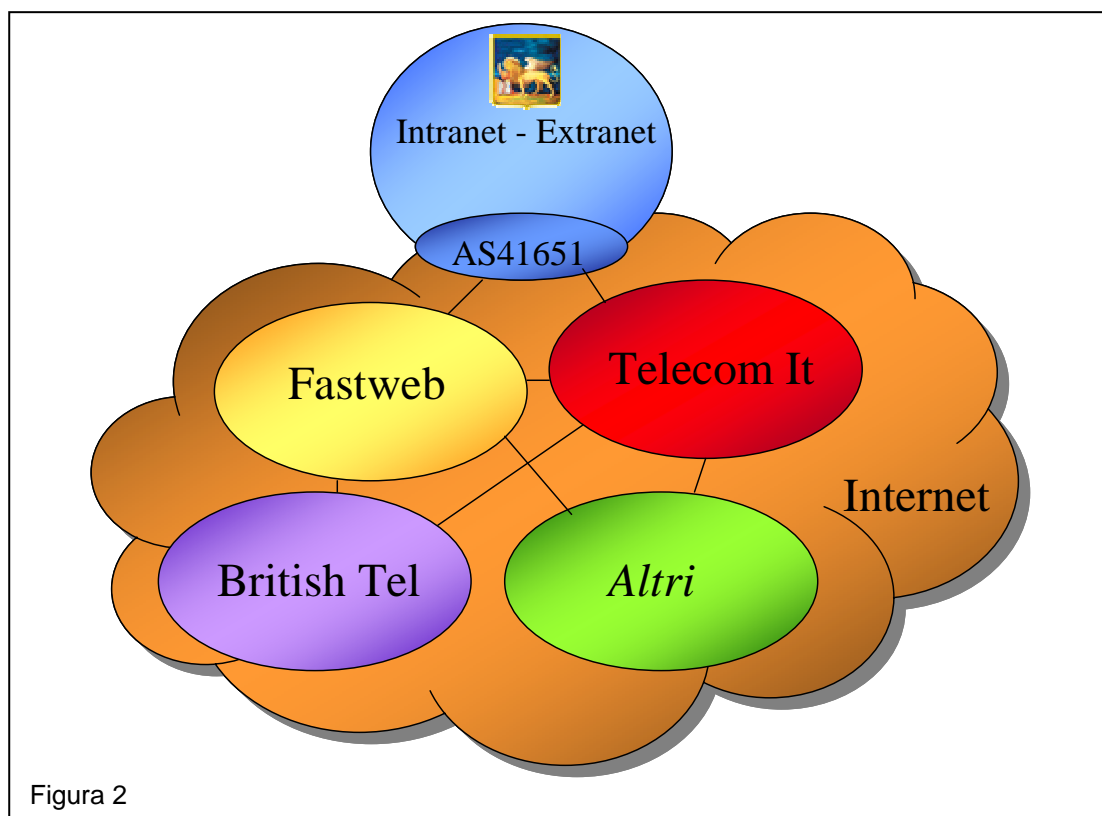 Intranet - Extranet
AS41651
Fastweb
Telecom It
Internet
British Tel
Altri
Figura 2